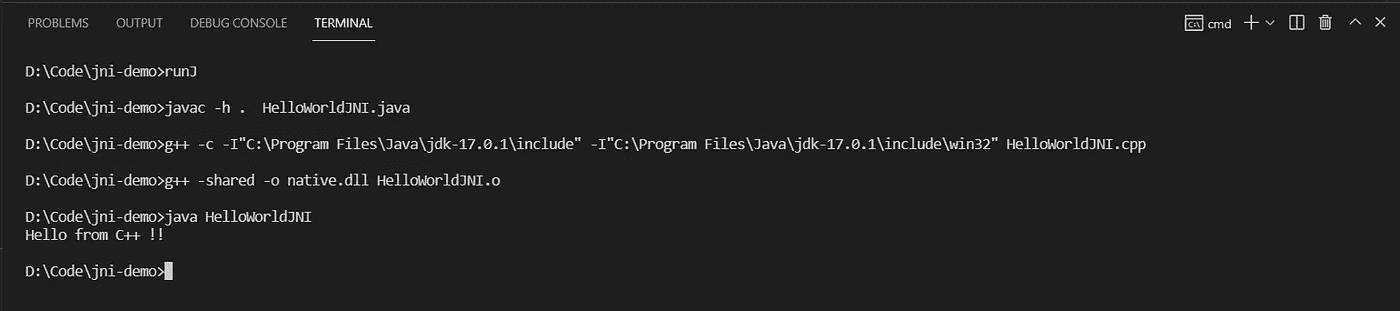 PROBLEMS OUTPUT DEBUG CONSOLE TERMINAL cmd
D:\Code\jni-demo>runJ
D:\Code\jni-demo>javac -h .  HelloWorldJNI.java
D:\Code\jni-demo>g++ -c -I"C:\Program Files\Java\jdk-17.0.1\include" -I"C:\Program Files\Java\jdk-17.0.1\include\win32" HelloWorldJNI.cpp
D:\Code\jni-demo>g++ -shared -o native.dll HelloWorldJNI.o
D:\Code\jni-demo>java HelloWorldJNI
Hello from C++ !!
D:\Code\jni-demo>